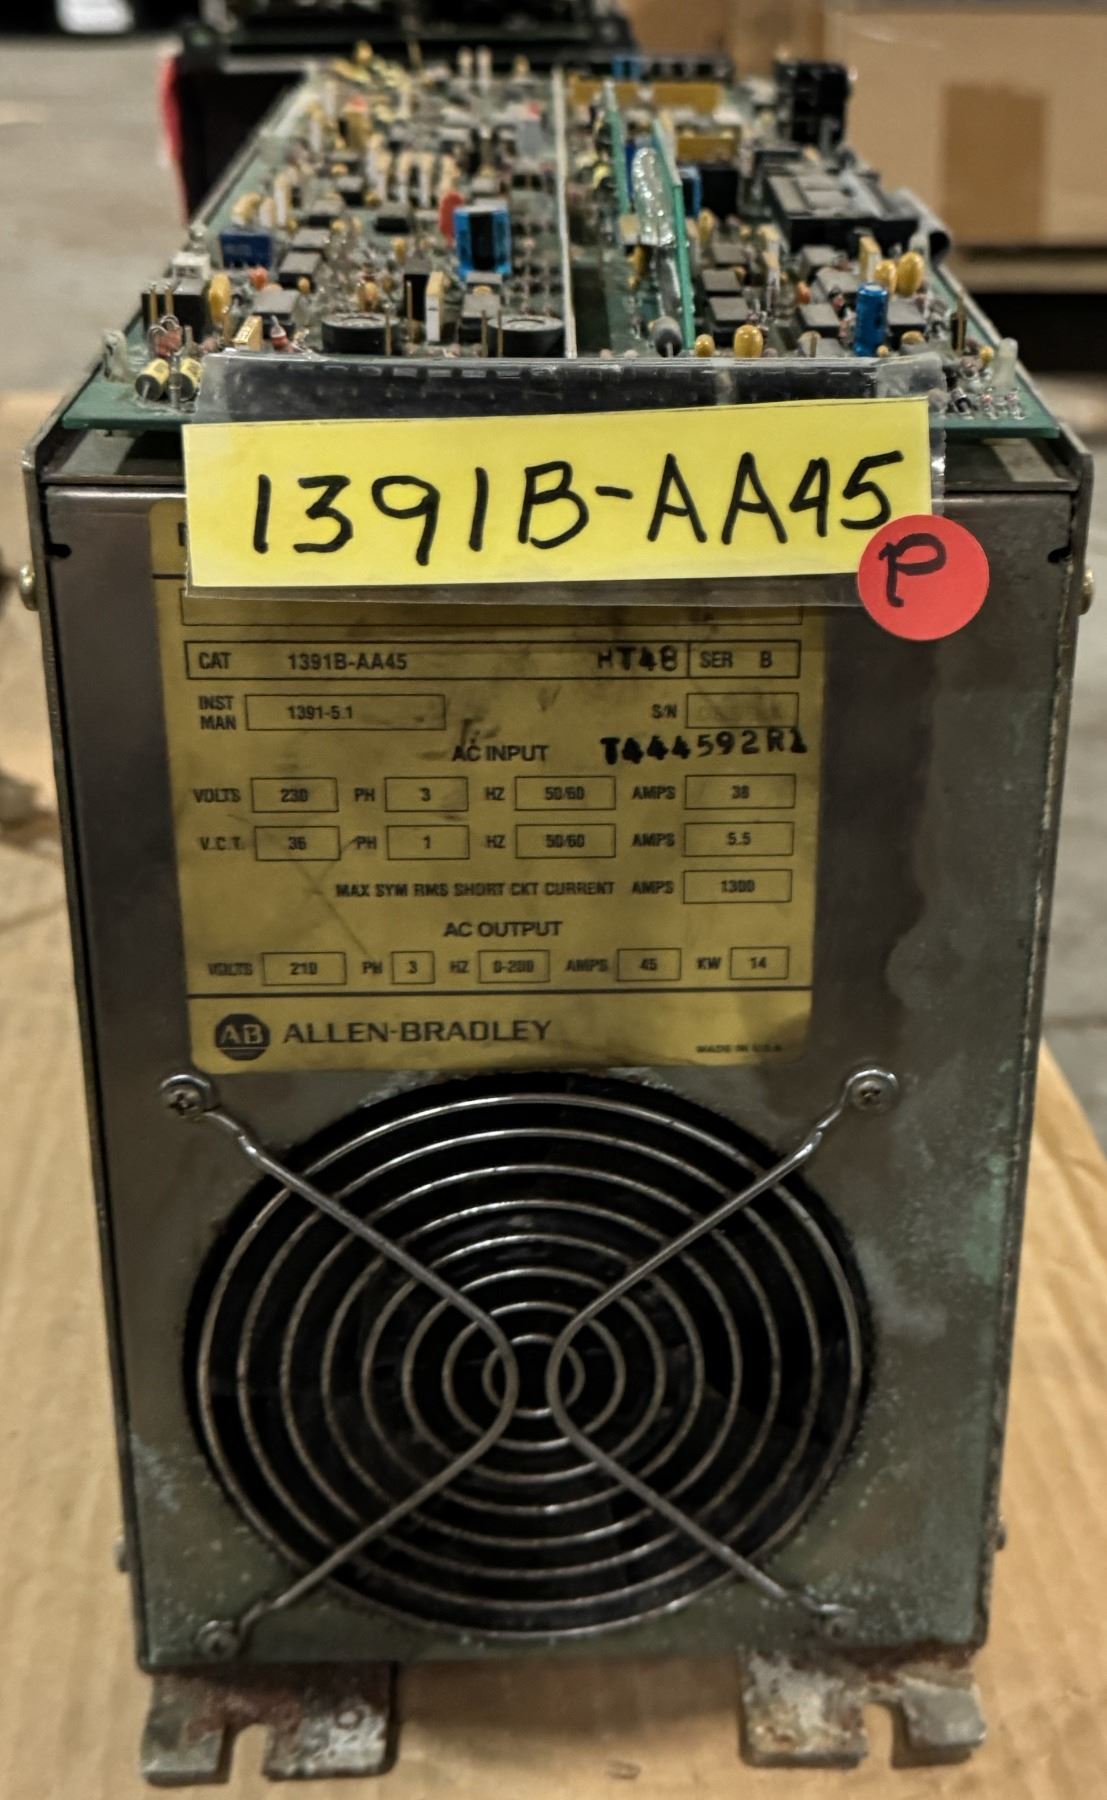 1391B-AA45
P
CAT 1391B-AA45 HT48 SER B
INST MAN 1391-5.1 S/N
AC INPUT T444592R1
VOLTS 230 PH 3 HZ 50/60 AMPS 38
V.C.T. 36 PH 1 HZ 50/60 AMPS 5.5
MAX SYM RMS SHORT CKT CURRENT AMPS 1300
AC OUTPUT
VOLTS 210 PH 3 HZ 0-200 AMPS 45 KW 14
AB ALLEN-BRADLEY
MADE IN U.S.A.